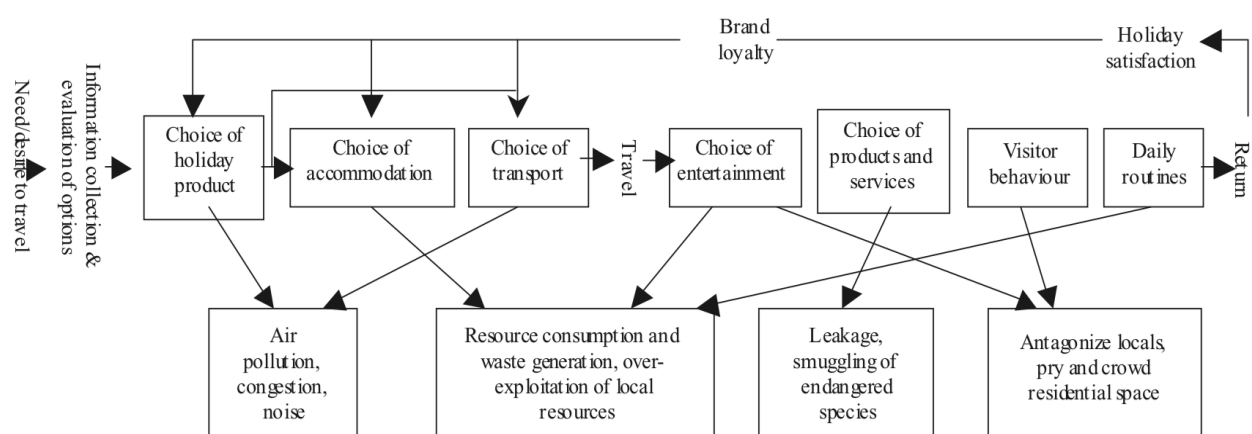 Brand
loyalty
Holiday
satisfaction
Need/desire to travel
Information collection &
evaluation of options
Choice of
holiday
product
Choice of
accommodation
Choice of
transport
Travel
Choice of
entertainment
Choice of
products and
services
Visitor
behaviour
Daily
routines
Return
Air
pollution,
congestion,
noise
Resource consumption and
waste generation, over-
exploitation of local
resources
Leakage,
smuggling of
endangered
species
Antagonize locals,
pry and crowd
residential space